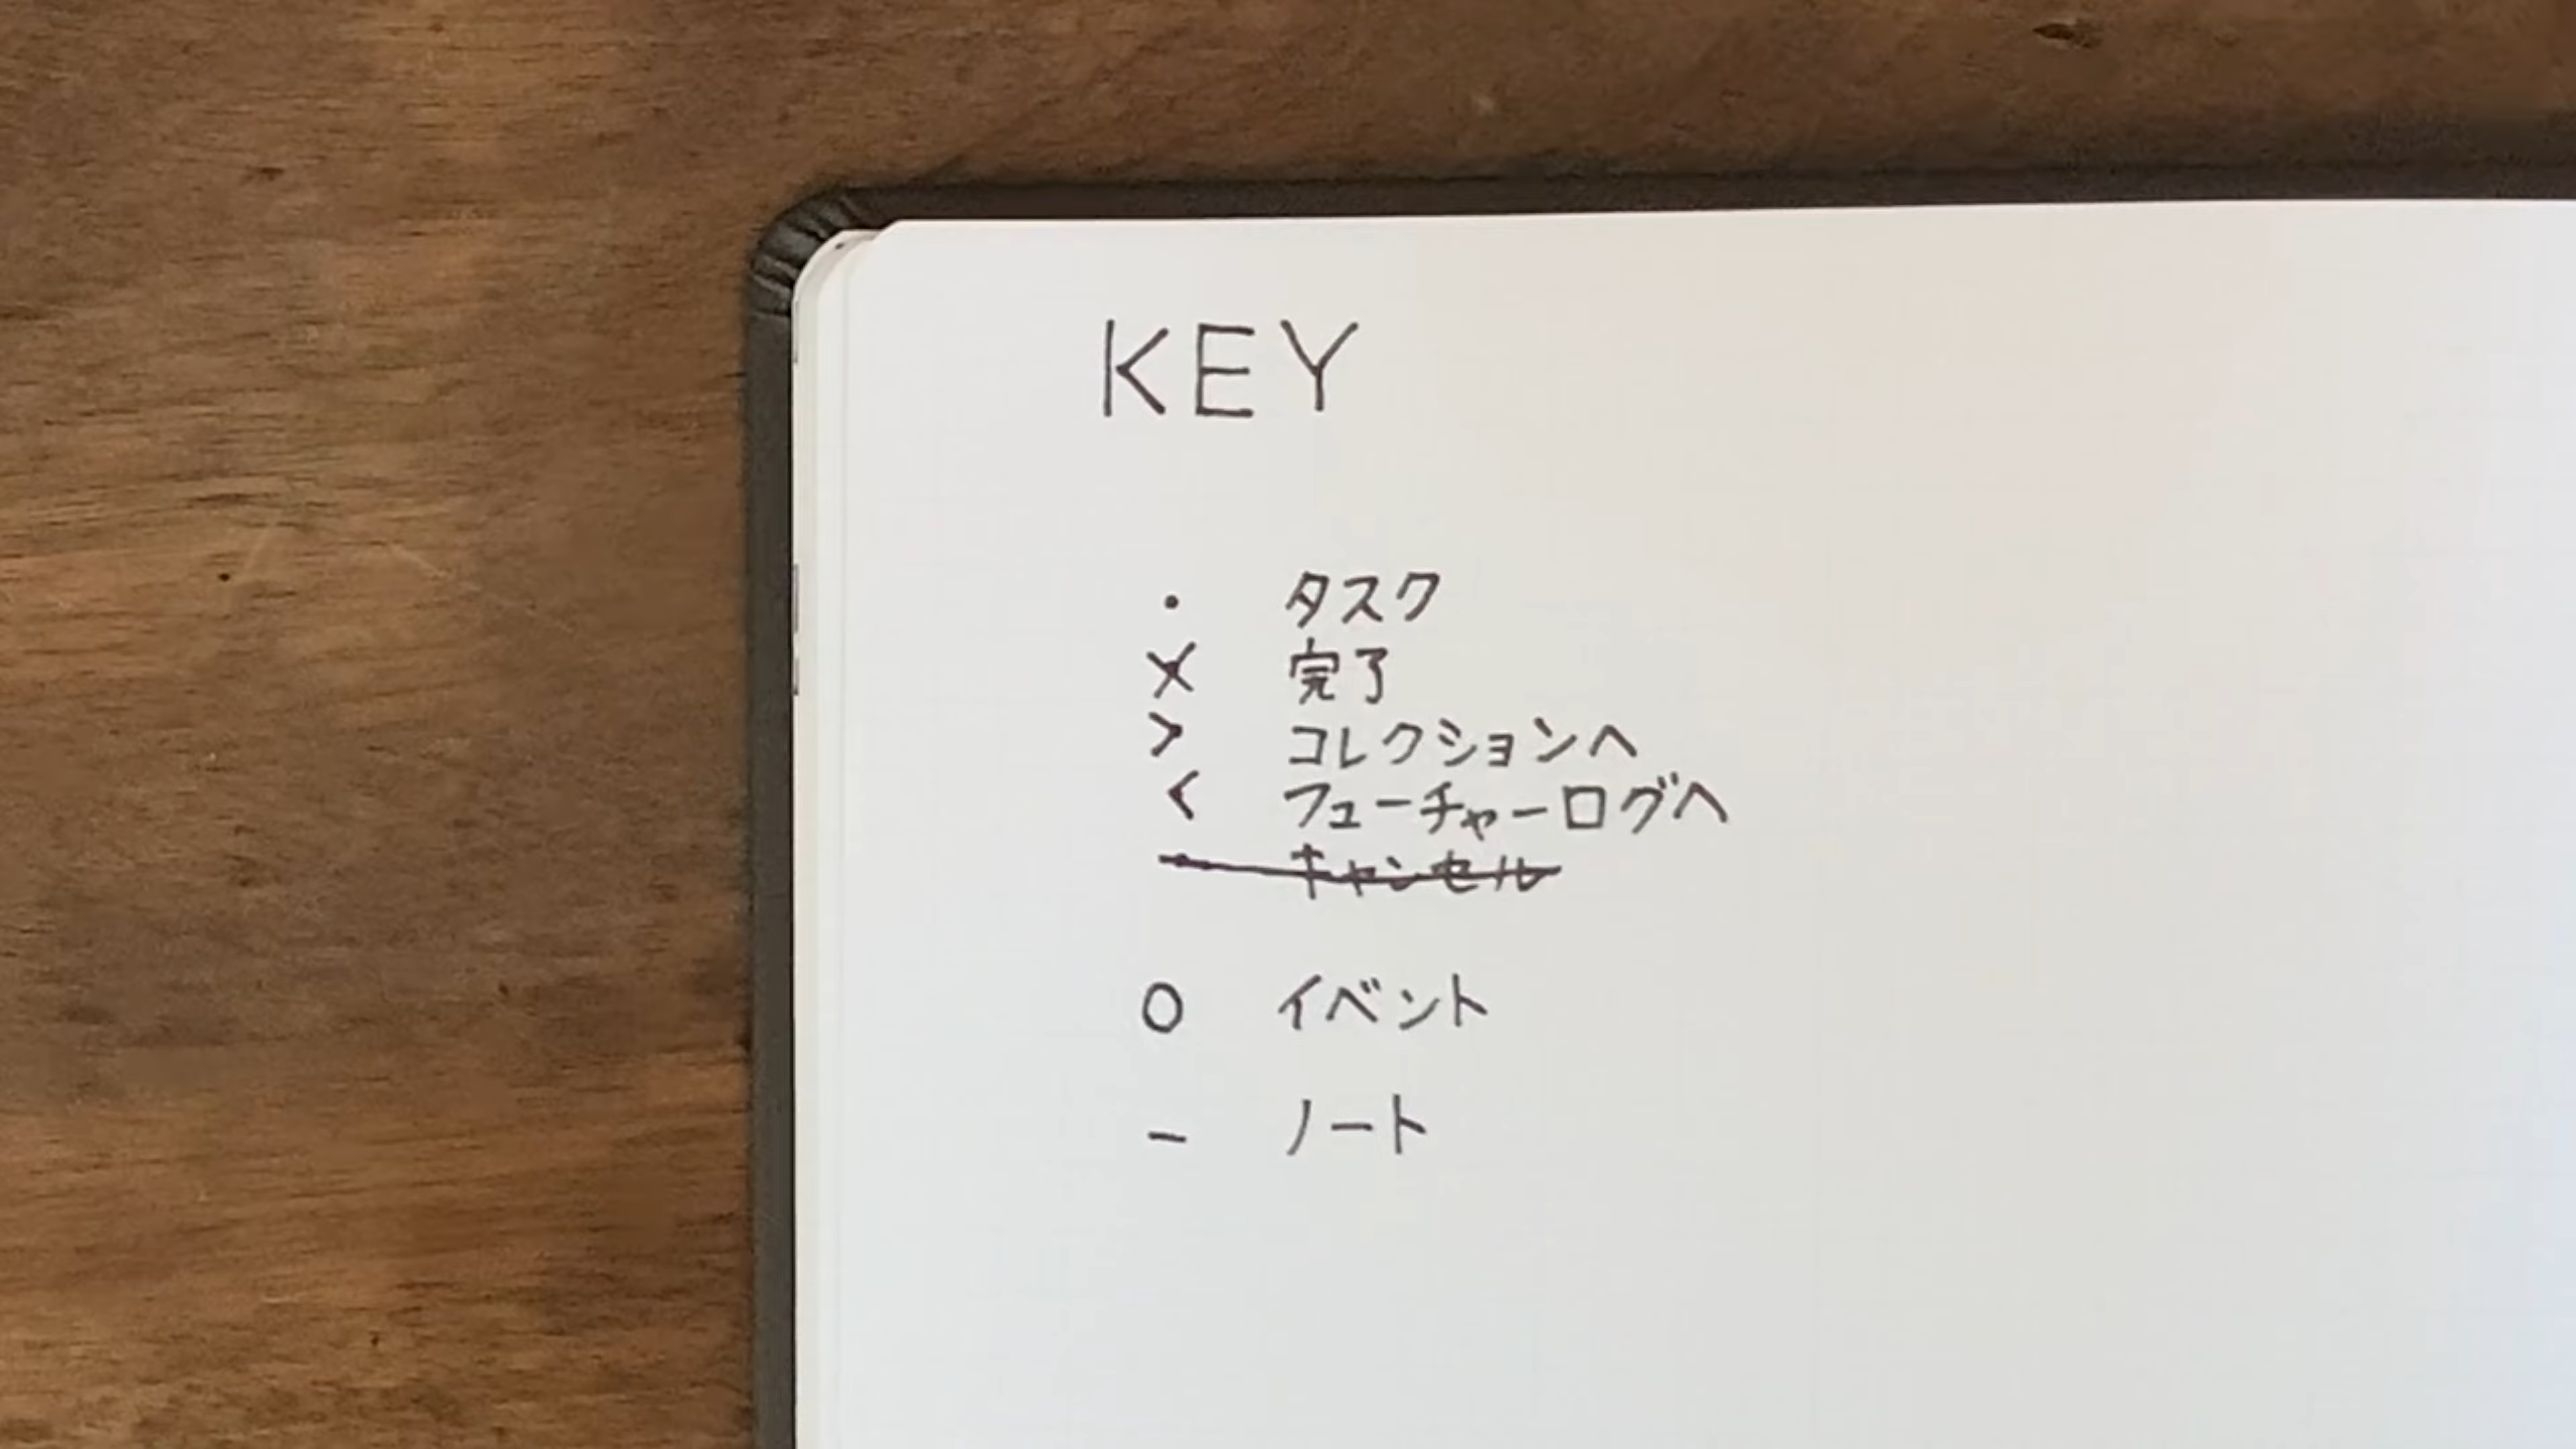 KEY
• タスク
× 完了
> コレクションへ
< フューチャーログへ
• キャンセル
○ イベント
– ノート